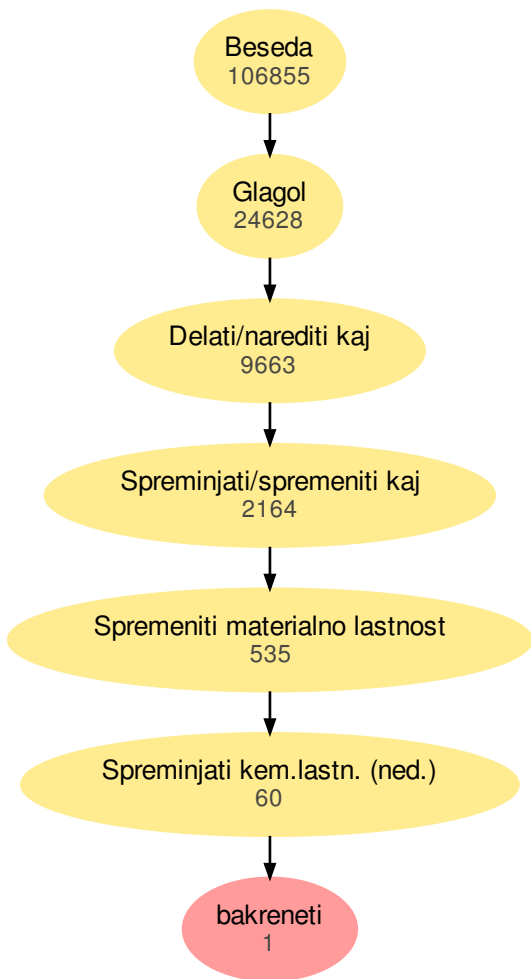 Beseda
106855
Glagol
24628
Delati/narediti kaj
9663
Spreminjati/spremeniti kaj
2164
Spremeniti materialno lastnost
535
Spreminjati kem.lastn. (ned.)
60
bakreneti
1